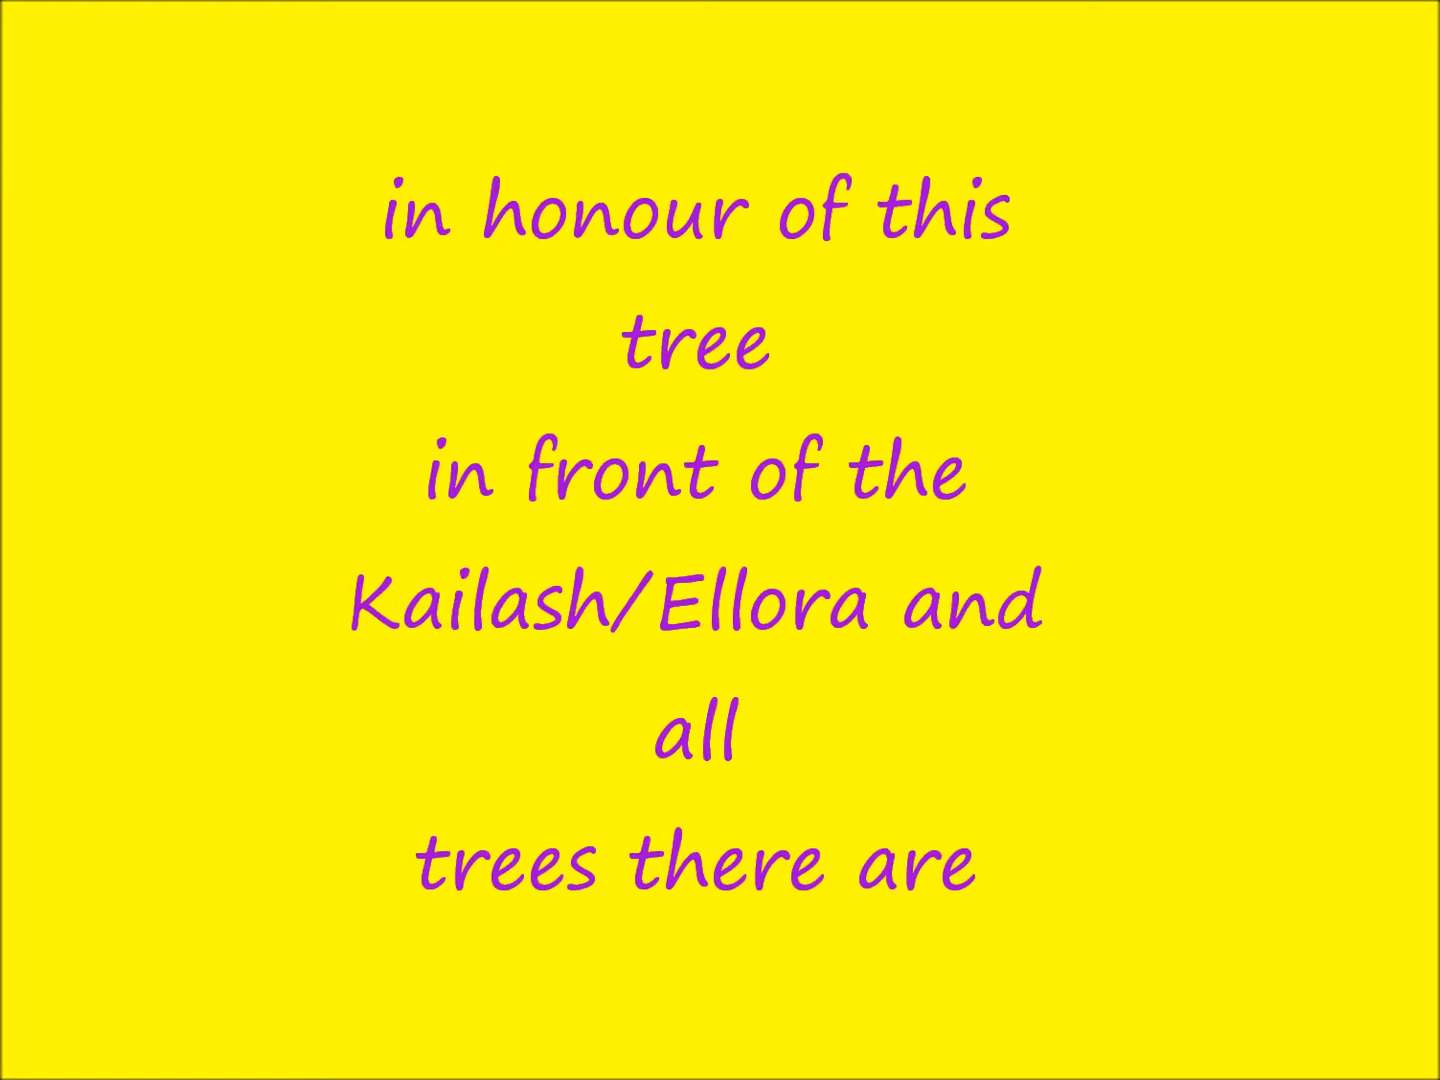 in honour of this
tree
in front of the
Kailash/Ellora and
all
trees there are